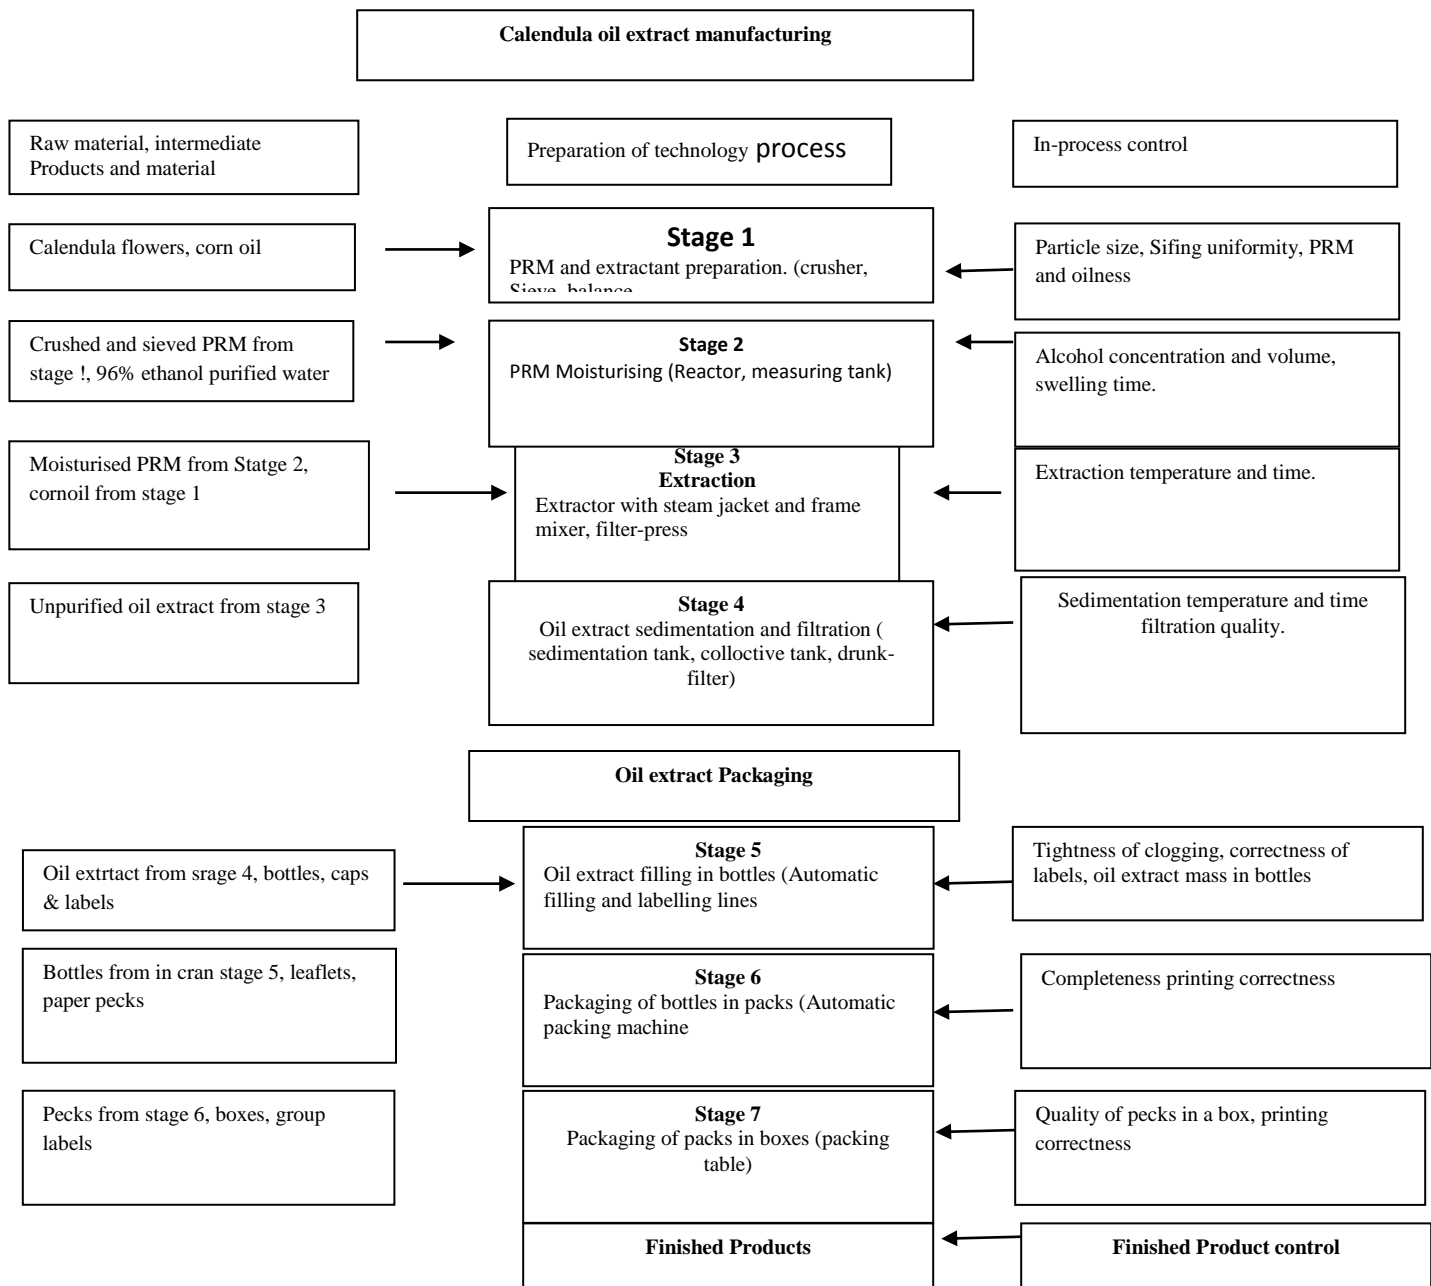 Calendula oil extract manufacturing
Raw material, intermediate
Products and material
Preparation of technology process
In-process control
Calendula flowers, corn oil
Stage 1
PRM and extractant preparation. (crusher,
Sieve, balance
Particle size, Sifing uniformity, PRM
and oilness
Crushed and sieved PRM from
stage !, 96% ethanol purified water
Stage 2
PRM Moisturising (Reactor, measuring tank)
Alcohol concentration and volume,
swelling time.
Moisturised PRM from Statge 2,
cornoil from stage 1
Stage 3
Extraction
Extractor with steam jacket and frame
mixer, filter-press
Extraction temperature and time.
Unpurified oil extract from stage 3
Stage 4
Oil extract sedimentation and filtration (
sedimentation tank, colloctive tank, drunk-
filter)
Sedimentation temperature and time
filtration quality.
Oil extract Packaging
Oil extrtact from srage 4, bottles, caps
& labels
Stage 5
Oil extract filling in bottles (Automatic
filling and labelling lines
Tightness of clogging, correctness of
labels, oil extract mass in bottles
Bottles from in cran stage 5, leaflets,
paper pecks
Stage 6
Packaging of bottles in packs (Automatic
packing machine
Completeness printing correctness
Pecks from stage 6, boxes, group
labels
Stage 7
Packaging of packs in boxes (packing
table)
Quality of pecks in a box, printing
correctness
Finished Products
Finished Product control